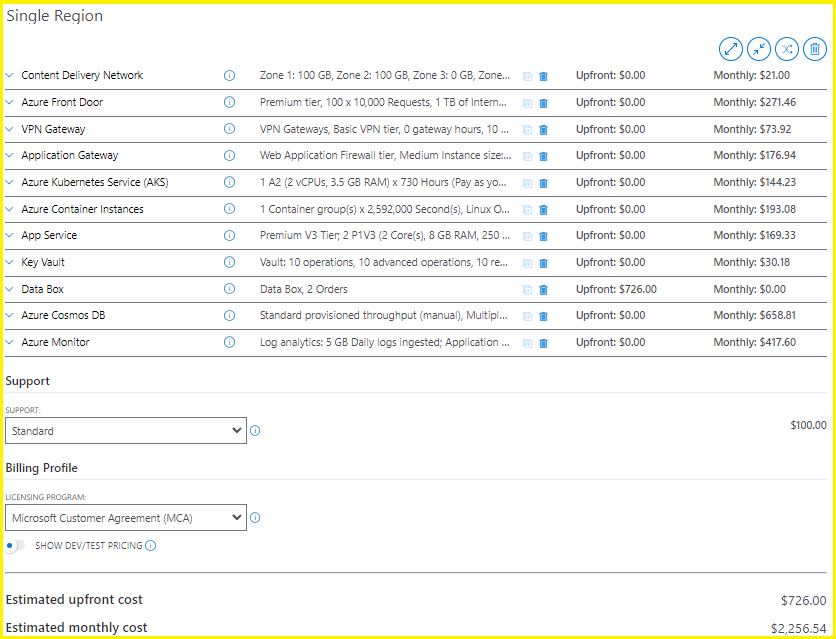 Single Region
Content Delivery Network Zone 1: 100 GB, Zone 2: 100 GB, Zone 3: 0 GB, Zone... Upfront: $0.00 Monthly: $21.00
Azure Front Door Premium tier, 100 x 10,000 Requests, 1 TB of Intern... Upfront: $0.00 Monthly: $271.46
VPN Gateway VPN Gateways, Basic VPN tier, 0 gateway hours, 10 ... Upfront: $0.00 Monthly: $73.92
Application Gateway Web Application Firewall tier, Medium Instance size:... Upfront: $0.00 Monthly: $176.94
Azure Kubernetes Service (AKS) 1 A2 (2 vCPUs, 3.5 GB RAM) x 730 Hours (Pay as yo... Upfront: $0.00 Monthly: $144.23
Azure Container Instances 1 Container group(s) x 2,592,000 Second(s), Linux O... Upfront: $0.00 Monthly: $193.08
App Service Premium V3 Tier; 2 P1V3 (2 Core(s), 8 GB RAM, 250 ... Upfront: $0.00 Monthly: $169.33
Key Vault Vault: 10 operations, 10 advanced operations, 10 re... Upfront: $0.00 Monthly: $30.18
Data Box Data Box, 2 Orders Upfront: $726.00 Monthly: $0.00
Azure Cosmos DB Standard provisioned throughput (manual), Multipl... Upfront: $0.00 Monthly: $658.81
Azure Monitor Log analytics: 5 GB Daily logs ingested; Application ... Upfront: $0.00 Monthly: $417.60
Support
SUPPORT:
Standard $100.00
Billing Profile
LICENSING PROGRAM:
Microsoft Customer Agreement (MCA)
SHOW DEV/TEST PRICING
Estimated upfront cost $726.00
Estimated monthly cost $2,256.54